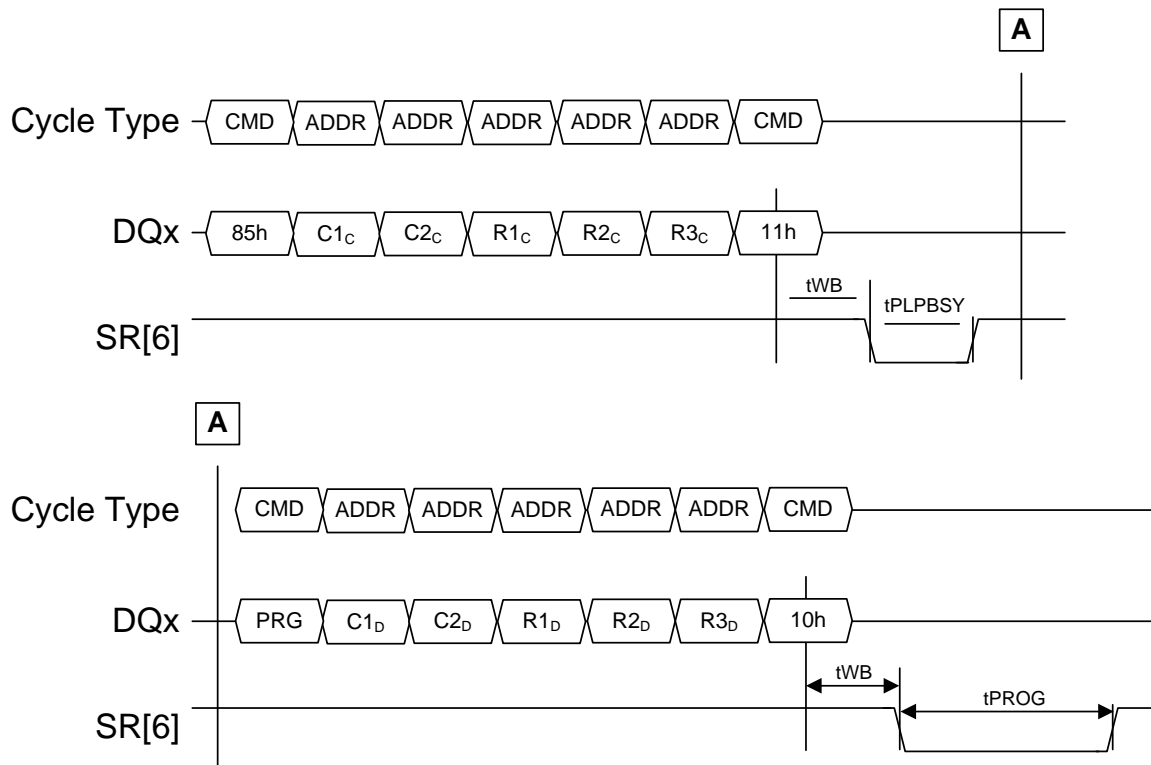 A
Cycle Type CMD ADDR ADDR ADDR ADDR ADDR CMD
DQx 85h C1C C2C R1C R2C R3C 11h
tWB
tPLPBSY
SR[6]
A
Cycle Type CMD ADDR ADDR ADDR ADDR ADDR CMD
DQx PRG C1D C2D R1D R2D R3D 10h
tWB
tPROG
SR[6]